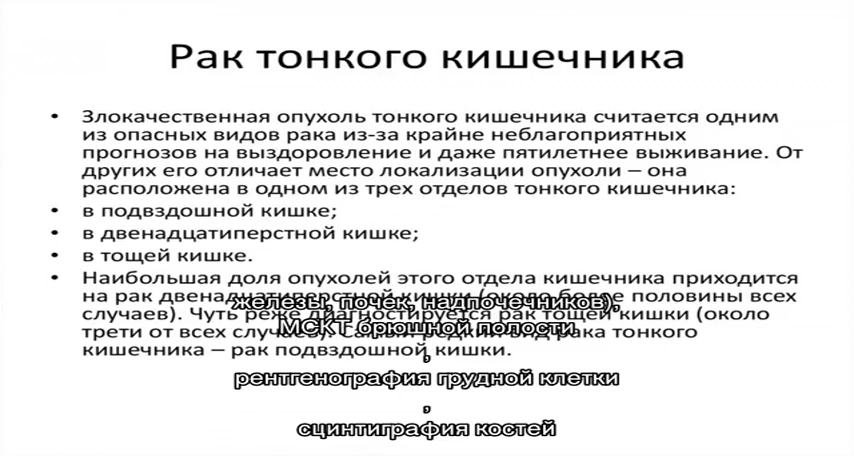 Рак тонкого кишечника
• Злокачественная опухоль тонкого кишечника считается одним
из опасных видов рака из-за крайне неблагоприятных
прогнозов на выздоровление и даже пятилетнее выживание. От
других его отличает место локализации опухоли – она
расположена в одном из трех отделов тонкого кишечника:
• в подвздошной кишке;
• в двенадцатиперстной кишке;
• в тощей кишке.
• Наибольшая доля опухолей этого отдела кишечника приходится
на рак двенадцатиперстной кишки (около более половины всех
случаев). Чуть реже диагностируется рак тощей кишки (около
трети от всех случаев). Самый редкий вид рака тонкого
кишечника – рак подвздошной кишки.
железы, почек, надпочечников),
МСКТ брюшной полости
,
рентгенография грудной клетки
,
сцинтиграфия костей